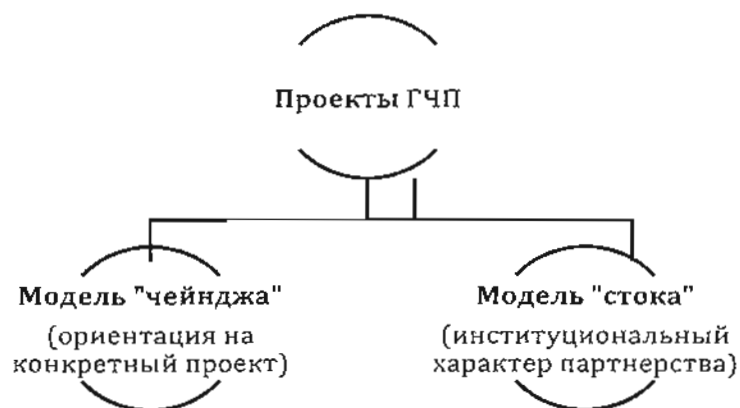 Проекты ГЧП
Модель "чейнджа"
(ориентация на
конкретный проект)
Модель "стока"
(институциональный
характер партнерства)